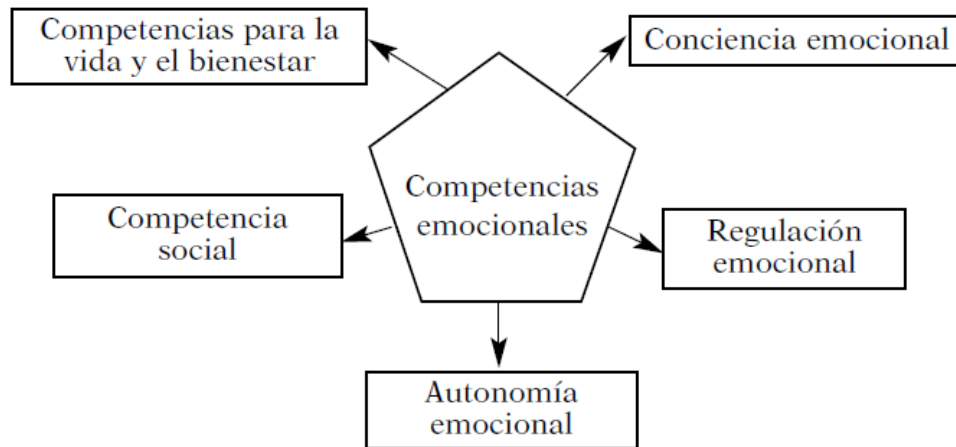 Competencias para la
vida y el bienestar
Conciencia emocional
Competencias
emocionales
Competencia
social
Regulación
emocional
Autonomía
emocional